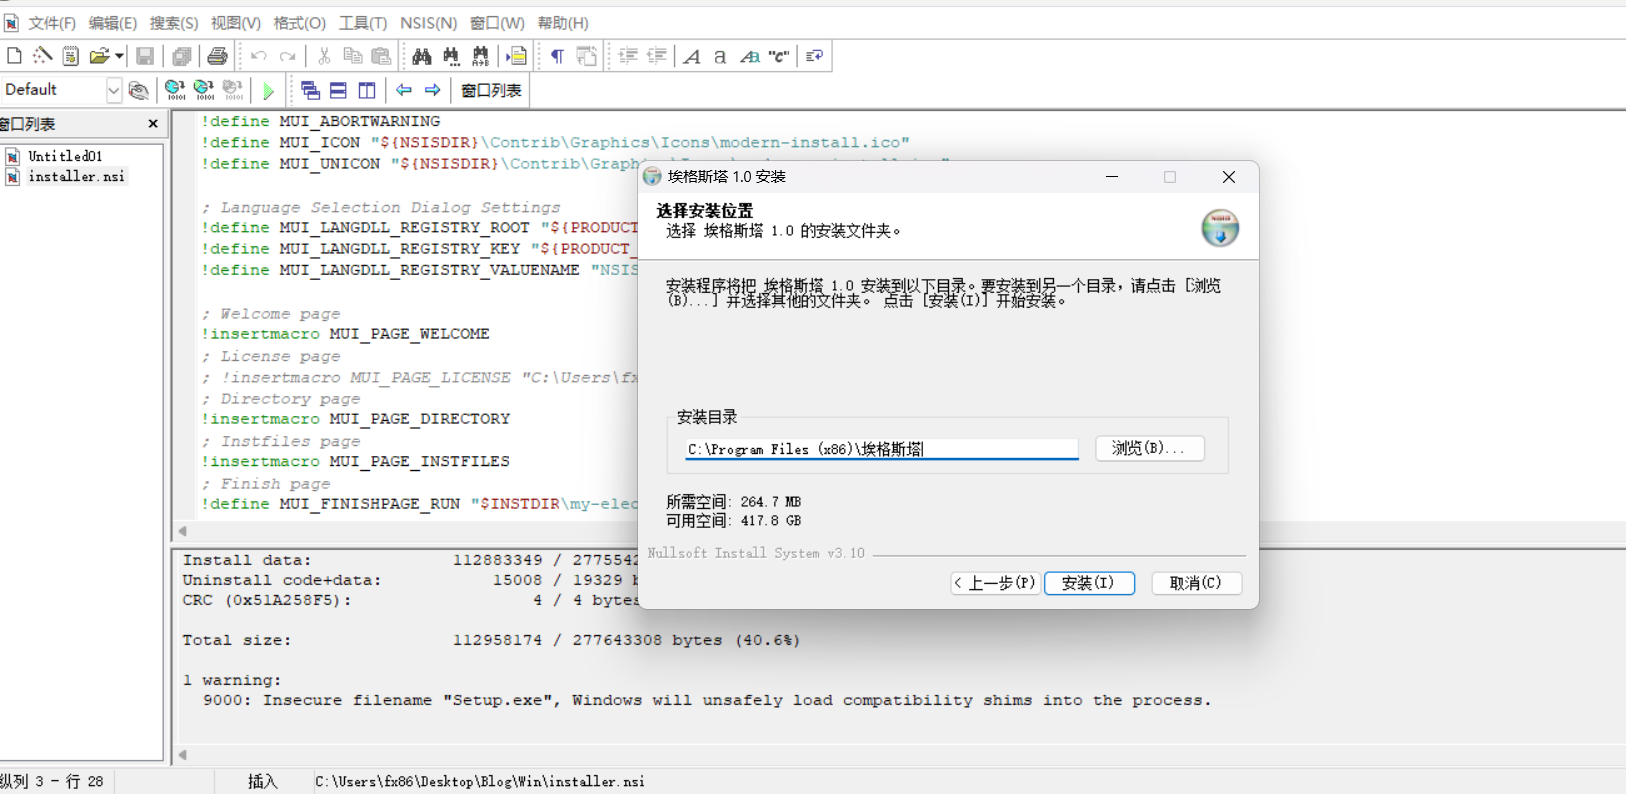 文件(F) 编辑(E) 搜索(S) 视图(V) 格式(O) 工具(T) NSIS(N) 窗口(W) 帮助(H)
Default
窗口列表
窗口列表
Untitled01
installer.nsi
!define MUI_ABORTWARNING
!define MUI_ICON "${NSISDIR}\Contrib\Graphics\Icons\modern-install.ico"
!define MUI_UNICON "${NSISDIR}\Contrib\Graph
; Language Selection Dialog Settings
!define MUI_LANGDLL_REGISTRY_ROOT "${PRODUCT
!define MUI_LANGDLL_REGISTRY_KEY "${PRODUCT_
!define MUI_LANGDLL_REGISTRY_VALUENAME "NSIS
; Welcome page
!insertmacro MUI_PAGE_WELCOME
; License page
; !insertmacro MUI_PAGE_LICENSE "C:\Users\fx
; Directory page
!insertmacro MUI_PAGE_DIRECTORY
; Instfiles page
!insertmacro MUI_PAGE_INSTFILES
; Finish page
!define MUI_FINISHPAGE_RUN "$INSTDIR\my-elec
埃格斯塔 1.0 安装
选择安装位置
选择 埃格斯塔 1.0 的安装文件夹。
安装程序将把 埃格斯塔 1.0 安装到以下目录。要安装到另一个目录，请点击 [浏览
(B)...] 并选择其他的文件夹。 点击 [安装(I)] 开始安装。
安装目录
C:\Program Files (x86)\埃格斯塔
浏览(B)...
所需空间: 264.7 MB
可用空间: 417.8 GB
Nullsoft Install System v3.10
< 上一步(P)
安装(I)
取消(C)
Install data: 112883349 / 2775542
Uninstall code+data: 15008 / 19329 b
CRC (0x51A258F5): 4 / 4 bytes
Total size: 112958174 / 277643308 bytes (40.6%)
1 warning:
9000: Insecure filename "Setup.exe", Windows will unsafely load compatibility shims into the process.
纵列 3 - 行 28
插入
C:\Users\fx86\Desktop\Blog\Win\installer.nsi